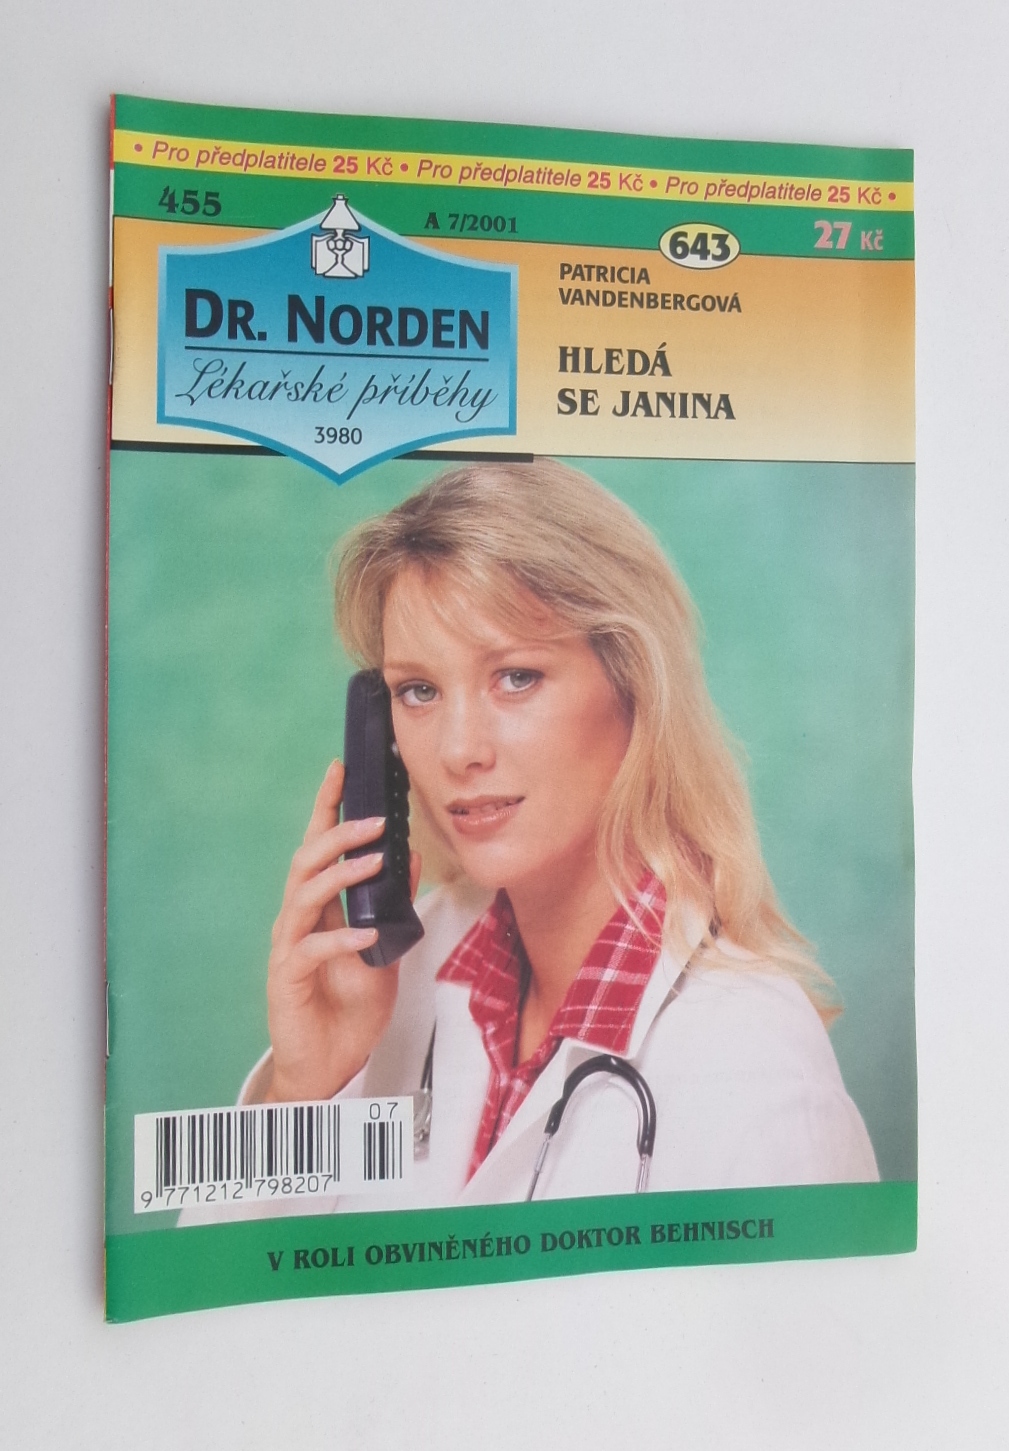 • Pro předplatitele 25 Kč • Pro předplatitele 25 Kč • Pro předplatitele 25 Kč •
455
A 7/2001
643
27 Kč
DR. NORDEN
Lékařské příběhy
3980
PATRICIA
VANDENBERGOVÁ
HLEDÁ
SE JANINA
07
9 771212 798207
V ROLI OBVINĚNÉHO DOKTOR BEHNISCH